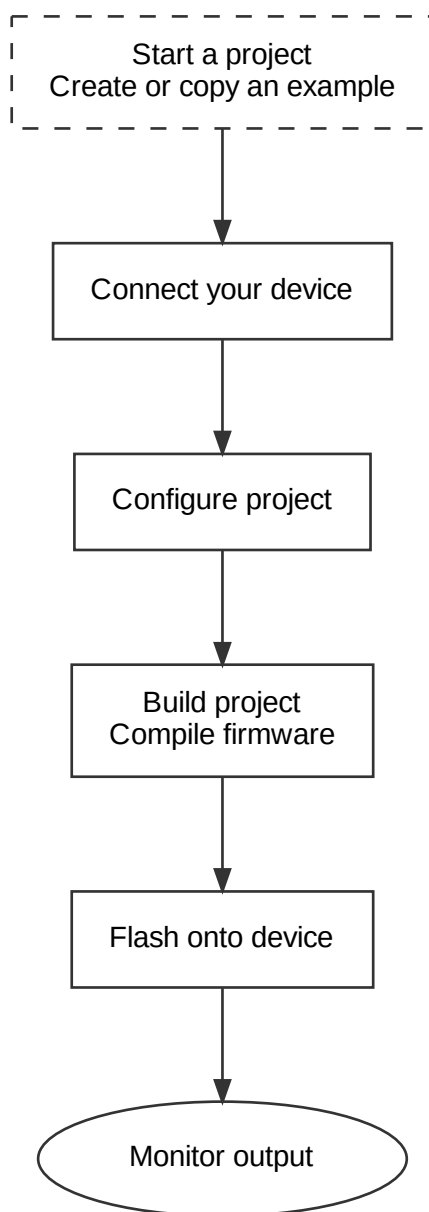 Start a project
Create or copy an example
Connect your device
Configure project
Build project
Compile firmware
Flash onto device
Monitor output